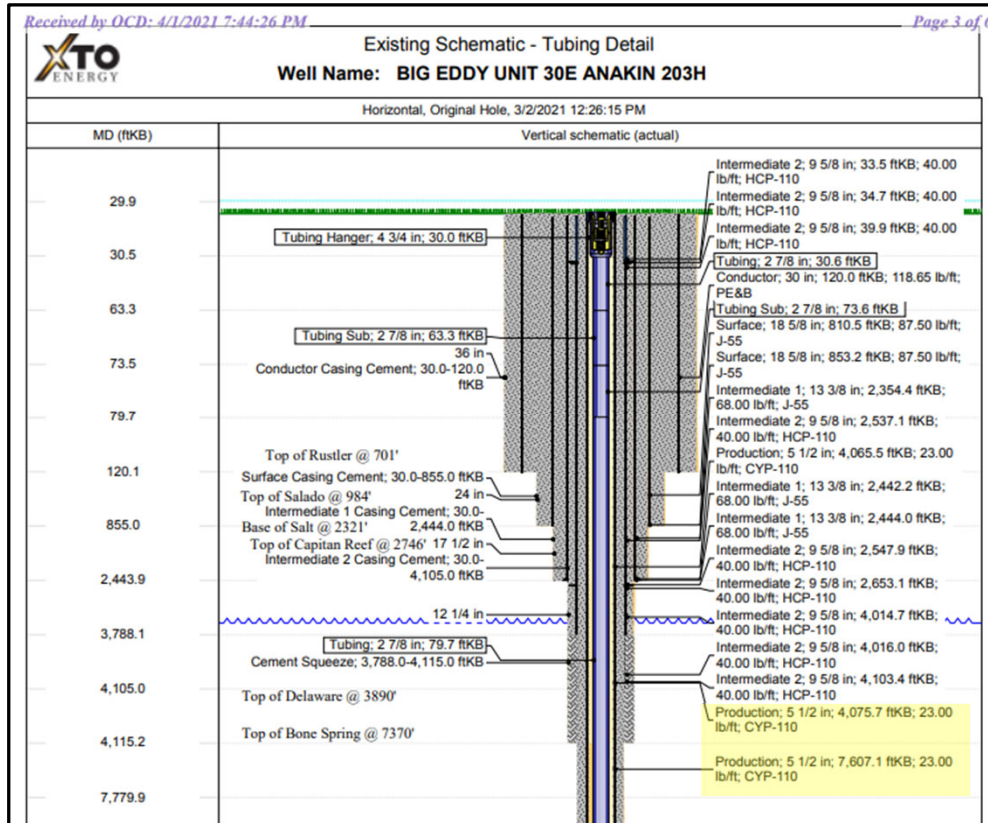 Received by OCD: 4/1/2021 7:44:26 PM
Page 3 of 6
XTO
ENERGY
Existing Schematic - Tubing Detail
Well Name: BIG EDDY UNIT 30E ANAKIN 203H
Horizontal, Original Hole, 3/2/2021 12:26:15 PM
MD (ftKB)
Vertical schematic (actual)
29.9
30.5
63.3
73.5
79.7
120.1
855.0
2,443.9
3,788.1
4,105.0
4,115.2
7,779.9
Tubing Hanger; 4 3/4 in; 30.0 ftKB
Tubing Sub; 2 7/8 in; 63.3 ftKB
36 in
Conductor Casing Cement; 30.0-120.0
ftKB
Top of Rustler @ 701'
Surface Casing Cement; 30.0-855.0 ftKB
Top of Salado @ 984'
24 in
Intermediate 1 Casing Cement; 30.0-
2,444.0 ftKB
Base of Salt @ 2321'
Top of Capitan Reef @ 2746'
17 1/2 in
Intermediate 2 Casing Cement; 30.0-
4,105.0 ftKB
12 1/4 in
Tubing; 2 7/8 in; 79.7 ftKB
Cement Squeeze; 3,788.0-4,115.0 ftKB
Top of Delaware @ 3890'
Top of Bone Spring @ 7370'
Intermediate 2; 9 5/8 in; 33.5 ftKB; 40.00
lb/ft; HCP-110
Intermediate 2; 9 5/8 in; 34.7 ftKB; 40.00
lb/ft; HCP-110
Intermediate 2; 9 5/8 in; 39.9 ftKB; 40.00
lb/ft; HCP-110
Tubing; 2 7/8 in; 30.6 ftKB
Conductor; 30 in; 120.0 ftKB; 118.65 lb/ft;
PE&B
Tubing Sub; 2 7/8 in; 73.6 ftKB
Surface; 18 5/8 in; 810.5 ftKB; 87.50 lb/ft;
J-55
Surface; 18 5/8 in; 853.2 ftKB; 87.50 lb/ft;
J-55
Intermediate 1; 13 3/8 in; 2,354.4 ftKB;
68.00 lb/ft; J-55
Intermediate 2; 9 5/8 in; 2,537.1 ftKB;
40.00 lb/ft; HCP-110
Production; 5 1/2 in; 4,065.5 ftKB; 23.00
lb/ft; CYP-110
Intermediate 1; 13 3/8 in; 2,442.2 ftKB;
68.00 lb/ft; J-55
Intermediate 1; 13 3/8 in; 2,444.0 ftKB;
68.00 lb/ft; J-55
Intermediate 2; 9 5/8 in; 2,547.9 ftKB;
40.00 lb/ft; HCP-110
Intermediate 2; 9 5/8 in; 2,653.1 ftKB;
40.00 lb/ft; HCP-110
Intermediate 2; 9 5/8 in; 4,014.7 ftKB;
40.00 lb/ft; HCP-110
Intermediate 2; 9 5/8 in; 4,016.0 ftKB;
40.00 lb/ft; HCP-110
Intermediate 2; 9 5/8 in; 4,103.4 ftKB;
40.00 lb/ft; HCP-110
Production; 5 1/2 in; 4,075.7 ftKB; 23.00
lb/ft; CYP-110
Production; 5 1/2 in; 7,607.1 ftKB; 23.00
lb/ft; CYP-110